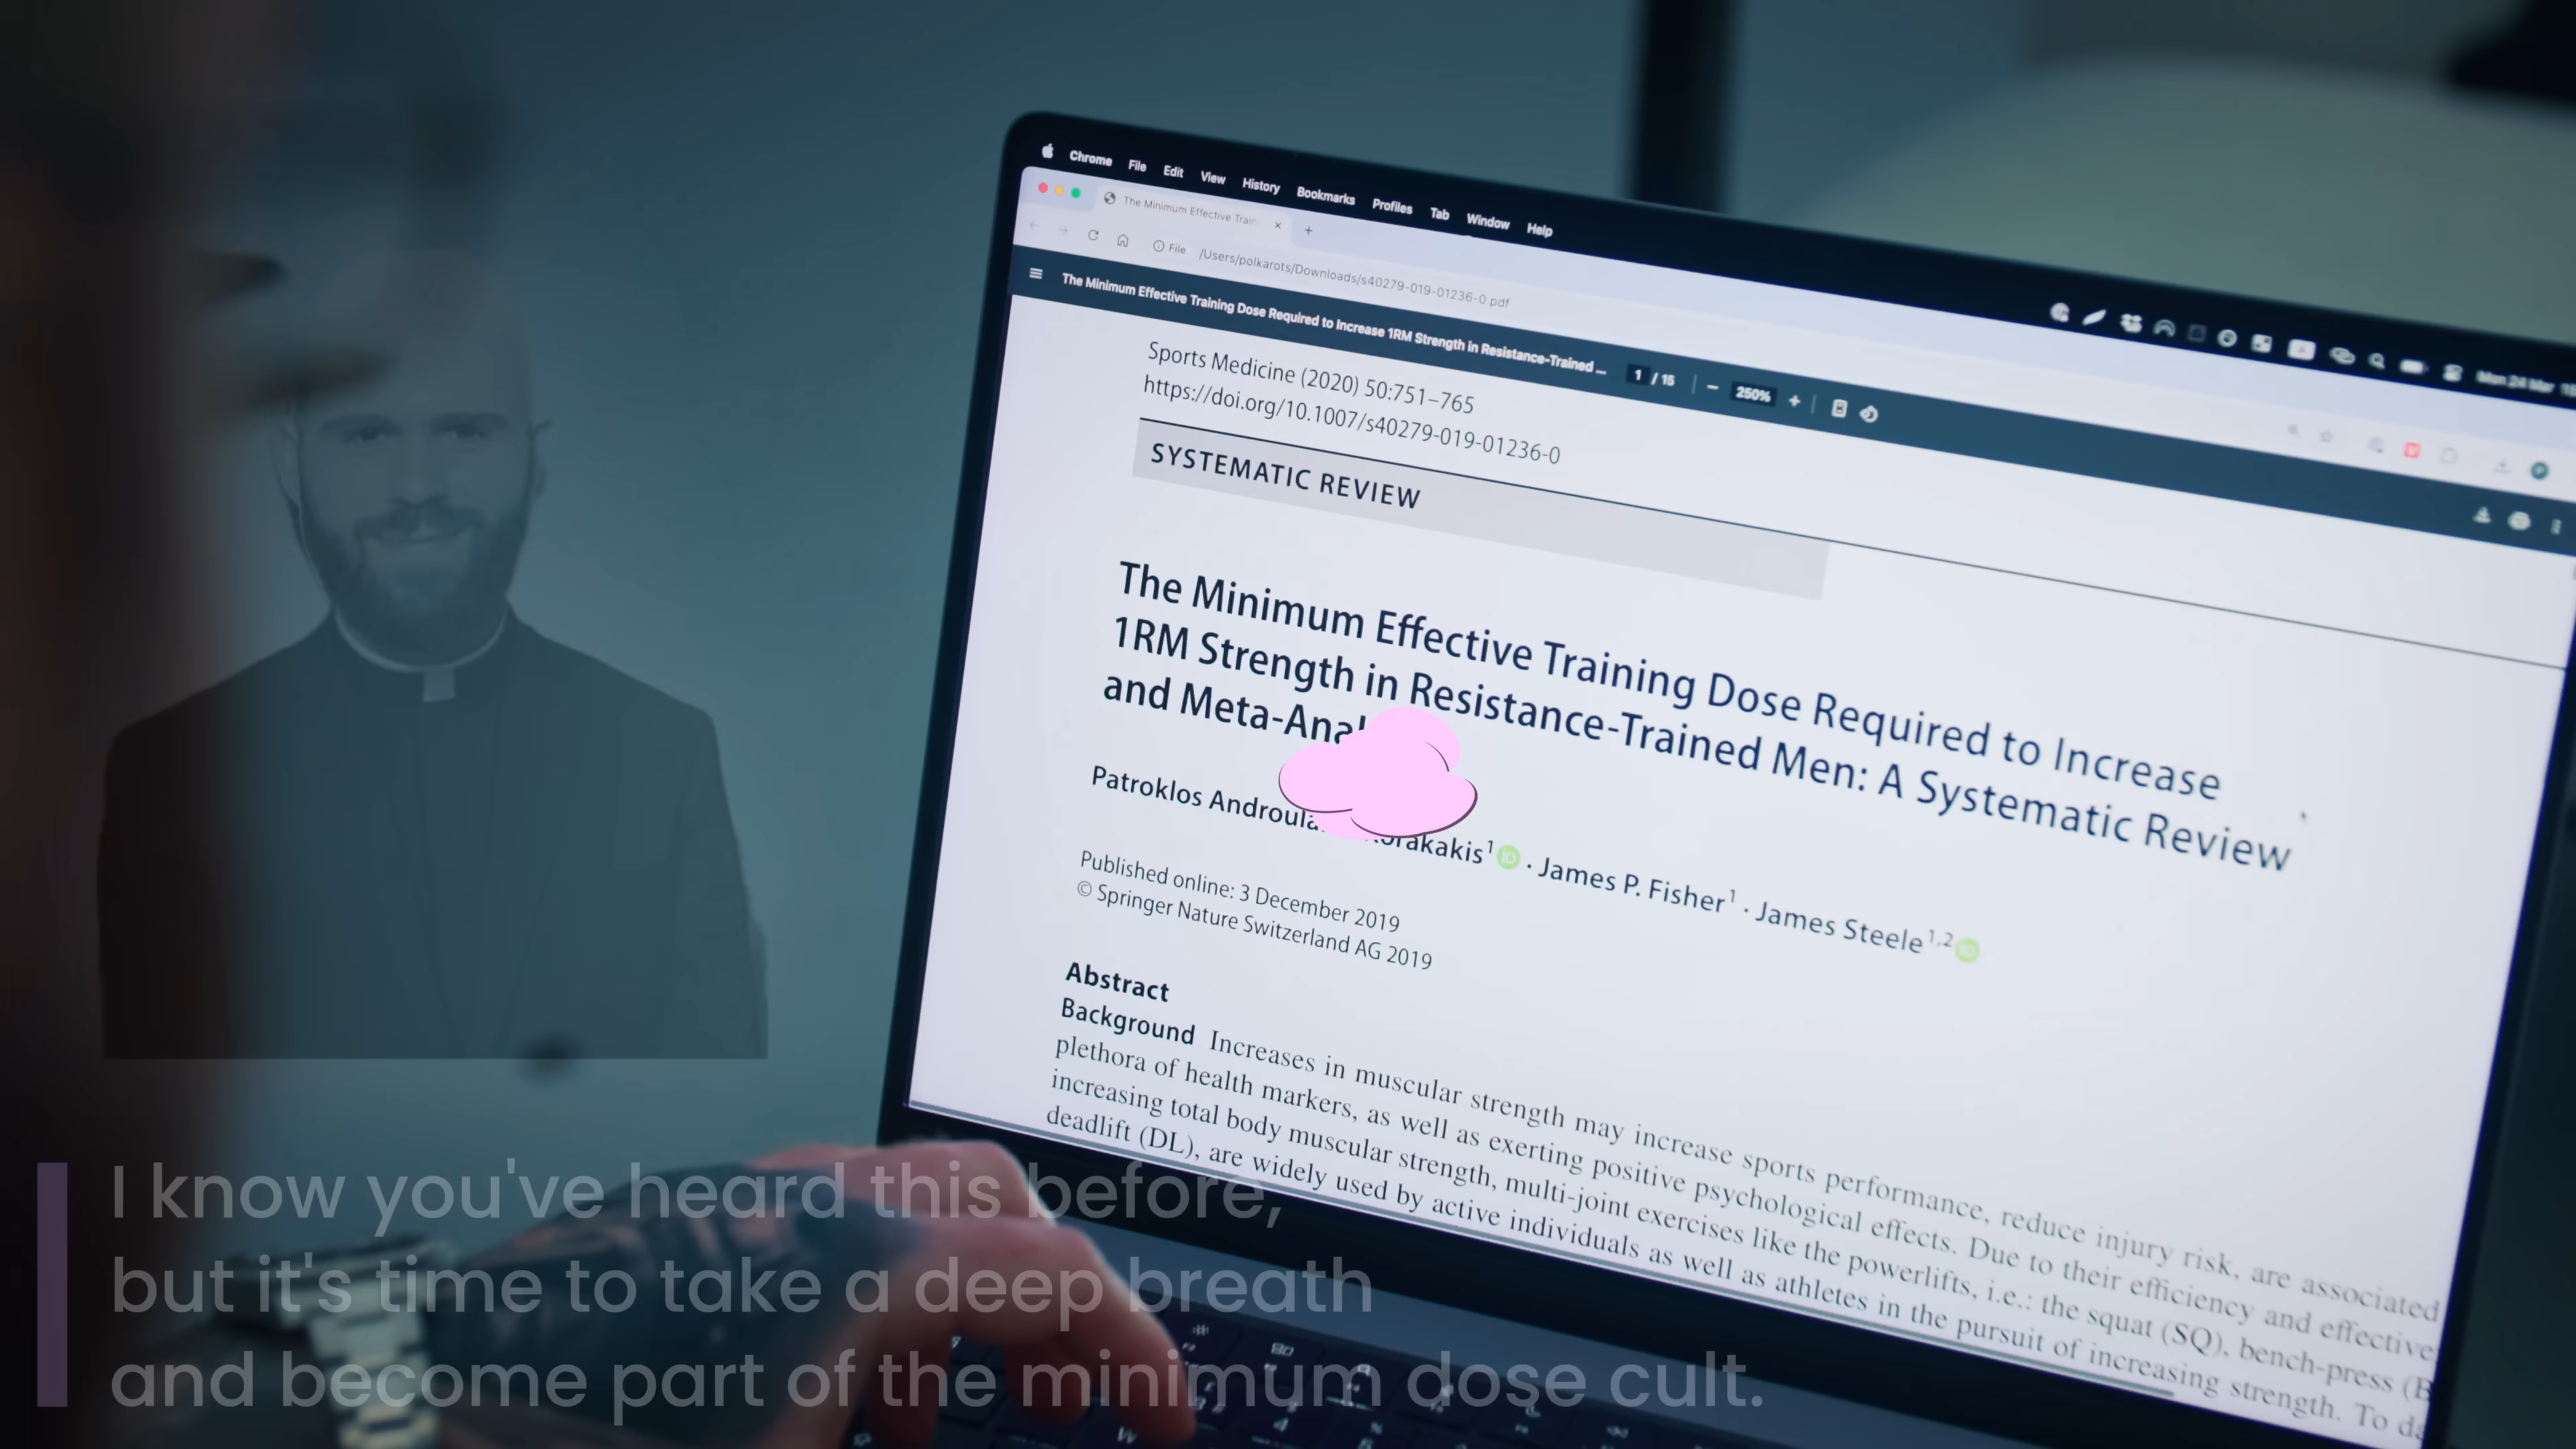 Chrome File Edit View History Bookmarks Profiles Tab Window Help
Mon 24 Mar
The Minimum Effective Train
File /Users/polkarots/Downloads/s40279-019-01236-0.pdf
The Minimum Effective Training Dose Required to Increase 1RM Strength in Resistance-Trained ... 1 / 15 250%
Sports Medicine (2020) 50:751–765
https://doi.org/10.1007/s40279-019-01236-0
SYSTEMATIC REVIEW
The Minimum Effective Training Dose Required to Increase
1RM Strength in Resistance-Trained Men: A Systematic Review
and Meta-Anal
Patroklos Androula orakakis1 · James P. Fisher1 · James Steele1,2
Published online: 3 December 2019
© Springer Nature Switzerland AG 2019
Abstract
Background Increases in muscular strength may increase sports performance, reduce injury risk, are associated
plethora of health markers, as well as exerting positive psychological effects. Due to their efficiency and effective
increasing total body muscular strength, multi-joint exercises like the powerlifts, i.e.: the squat (SQ), bench-press (B
deadlift (DL), are widely used by active individuals as well as athletes in the pursuit of increasing strength. To da
I know you've heard this before,
but it's time to take a deep breath
and become part of the minimum dose cult.